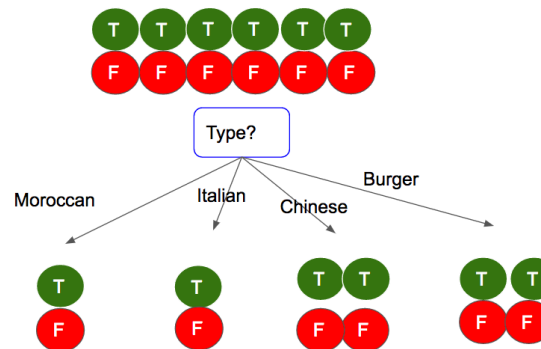 T T T T T T
F F F F F F
Type?
Moroccan
Italian
Chinese
Burger
T T T T T T
F F F F F F